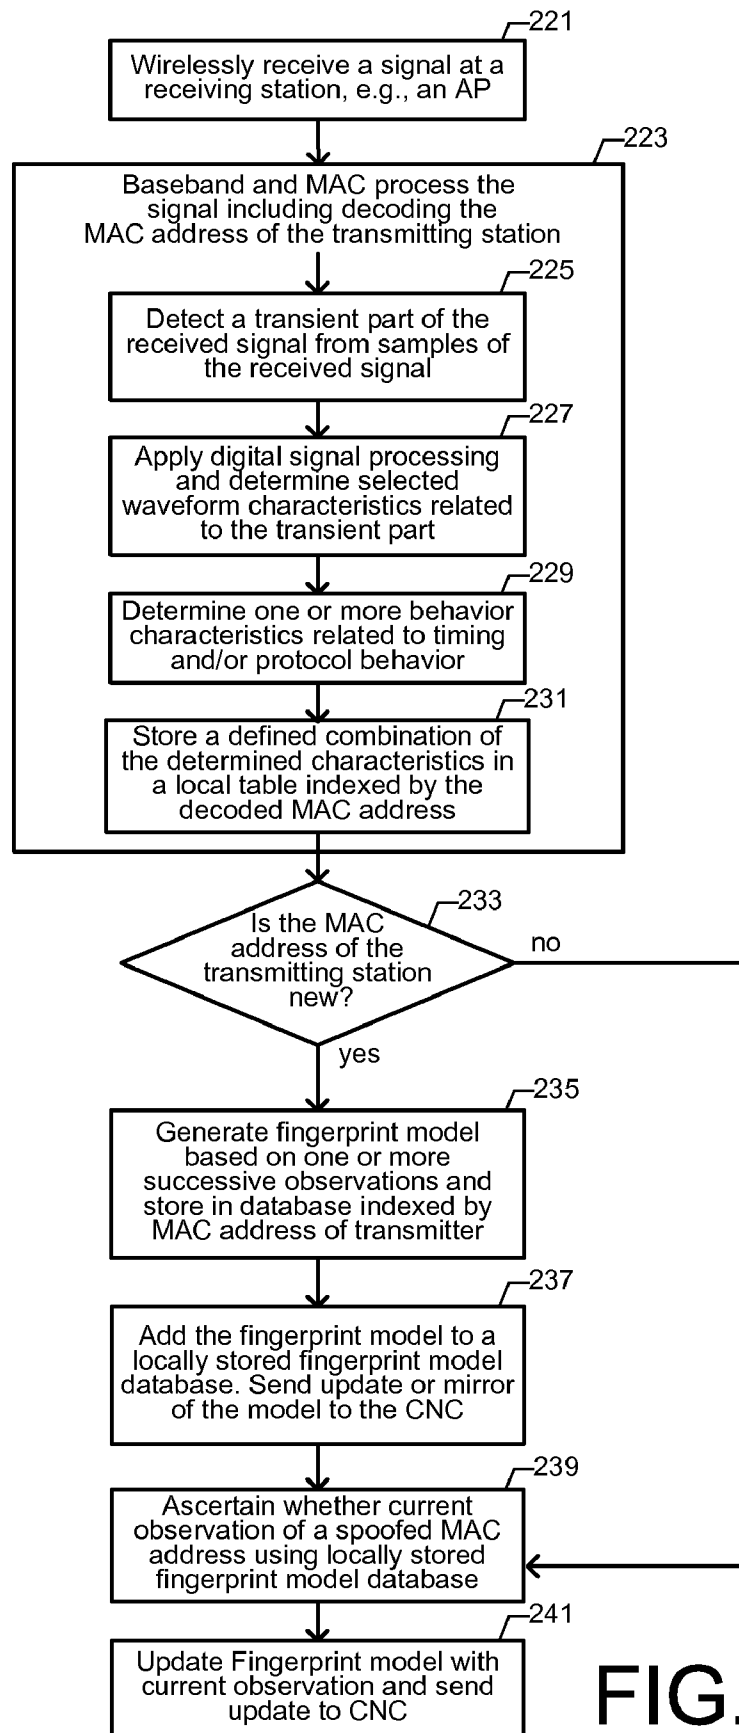 221
Wirelessly receive a signal at a
receiving station, e.g., an AP
223
Baseband and MAC process the
signal including decoding the
MAC address of the transmitting station
225
Detect a transient part of the
received signal from samples of
the received signal
227
Apply digital signal processing
and determine selected
waveform characteristics related
to the transient part
229
Determine one or more behavior
characteristics related to timing
and/or protocol behavior
231
Store a defined combination of
the determined characteristics in
a local table indexed by the
decoded MAC address
233
Is the MAC
address of the
transmitting station
new?
no
yes
235
Generate fingerprint model
based on one or more
successive observations and
store in database indexed by
MAC address of transmitter
237
Add the fingerprint model to a
locally stored fingerprint model
database. Send update or mirror
of the model to the CNC
239
Ascertain whether current
observation of a spoofed MAC
address using locally stored
fingerprint model database
241
Update Fingerprint model with
current observation and send
update to CNC
FIG.